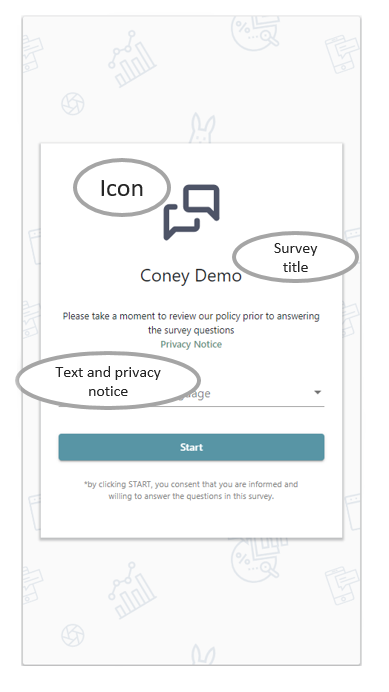 Icon
Survey
title
Coney Demo
Please take a moment to review our policy prior to answering
the survey questions
Privacy Notice
Text and privacy
notice
Start
*by clicking START, you consent that you are informed and
willing to answer the questions in this survey.